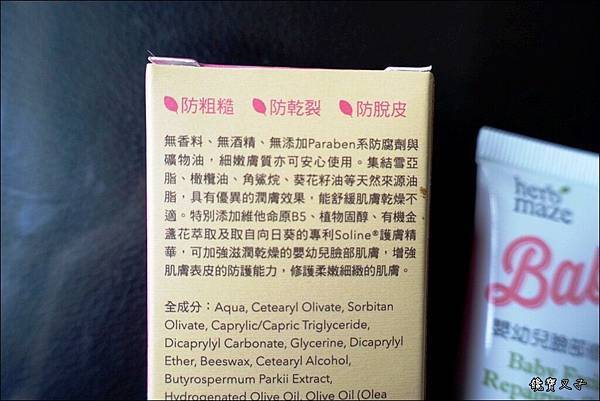 防粗糙 防乾裂 防脫皮
無香料、無酒精、無添加Paraben系防腐劑與
礦物油，細嫩膚質亦可安心使用。集結雪亞
脂、橄欖油、角鯊烷、葵花籽油等天然來源油
脂，具有優異的潤膚效果，能舒緩肌膚乾燥不
適。特別添加維他命原B5、植物固醇、有機金
盞花萃取及取自向日葵的專利Soline®護膚精
華，可加強滋潤乾燥的嬰幼兒臉部肌膚，增強
肌膚表皮的防護能力，修護柔嫩細緻的肌膚。
全成分：Aqua, Cetearyl Olivate, Sorbitan
Olivate, Caprylic/Capric Triglyceride,
Dicaprylyl Carbonate, Glycerine, Dicaprylyl
Ether, Beeswax, Cetearyl Alcohol,
Butyrospermum Parkii Extract,
Hydrogenated Olive Oil, Olive Oil (Olea
herb
maze
Bab
嬰幼兒臉部
Baby Fa
Repa